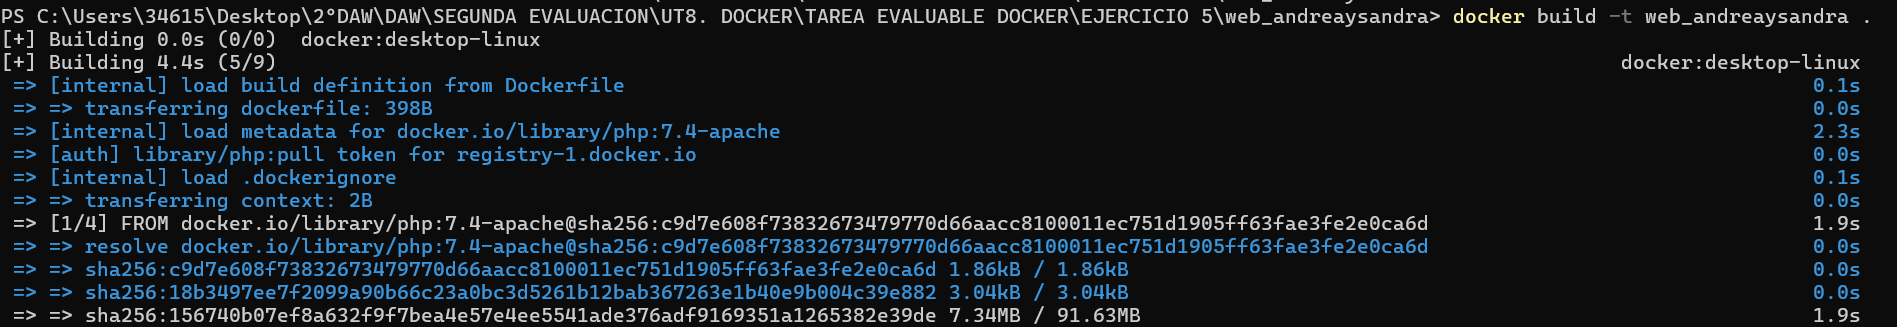 PS C:\Users\34615\Desktop\2°DAW\DAW\SEGUNDA EVALUACION\UT8. DOCKER\TAREA EVALUABLE DOCKER\EJERCICIO 5\web_andreaysandra> docker build -t web_andreaysandra .
[+] Building 0.0s (0/0)  docker:desktop-linux
[+] Building 4.4s (5/9) docker:desktop-linux
=> [internal] load build definition from Dockerfile 0.1s
=> => transferring dockerfile: 398B 0.0s
=> [internal] load metadata for docker.io/library/php:7.4-apache 2.3s
=> [auth] library/php:pull token for registry-1.docker.io 0.0s
=> [internal] load .dockerignore 0.1s
=> => transferring context: 2B 0.0s
=> [1/4] FROM docker.io/library/php:7.4-apache@sha256:c9d7e608f73832673479770d66aacc8100011ec751d1905ff63fae3fe2e0ca6d 1.9s
=> => resolve docker.io/library/php:7.4-apache@sha256:c9d7e608f73832673479770d66aacc8100011ec751d1905ff63fae3fe2e0ca6d 0.0s
=> => sha256:c9d7e608f73832673479770d66aacc8100011ec751d1905ff63fae3fe2e0ca6d 1.86kB / 1.86kB 0.0s
=> => sha256:18b3497ee7f2099a90b66c23a0bc3d5261b12bab367263e1b40e9b004c39e882 3.04kB / 3.04kB 0.0s
=> => sha256:156740b07ef8a632f9f7bea4e57e4ee5541ade376adf9169351a1265382e39de 7.34MB / 91.63MB 1.9s